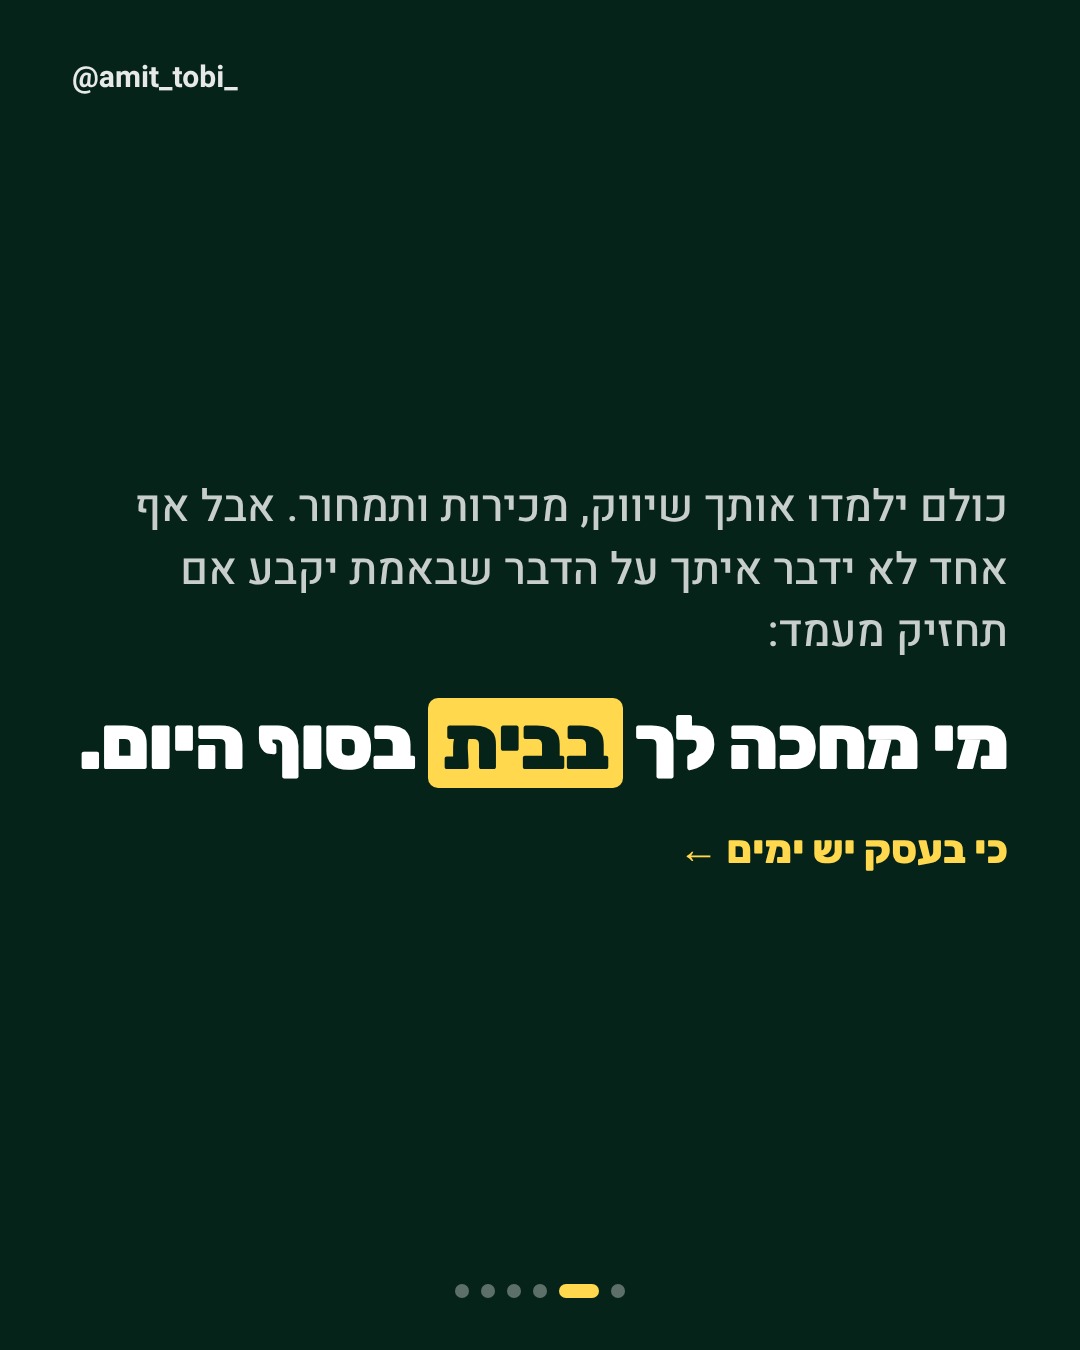 @amit_tobi_
כולם ילמדו אותך שיווק, מכירות ותמחור. אבל אף
אחד לא ידבר איתך על הדבר שבאמת יקבע אם
תחזיק מעמד:
מי מחכה לך בבית בסוף היום.
כי בעסק יש ימים ←